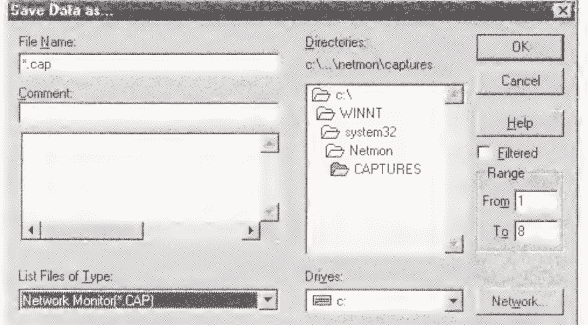 Save Data as...
File Name:
*.cap
Comment:
List Files of Type:
Network Monitor(*.CAP)
Directories:
c:\...\netmon\captures
c:\
WINNT
system32
Netmon
CAPTURES
Drives:
c:
OK
Cancel
Help
Filtered
Range
From 1
To 8
Network...